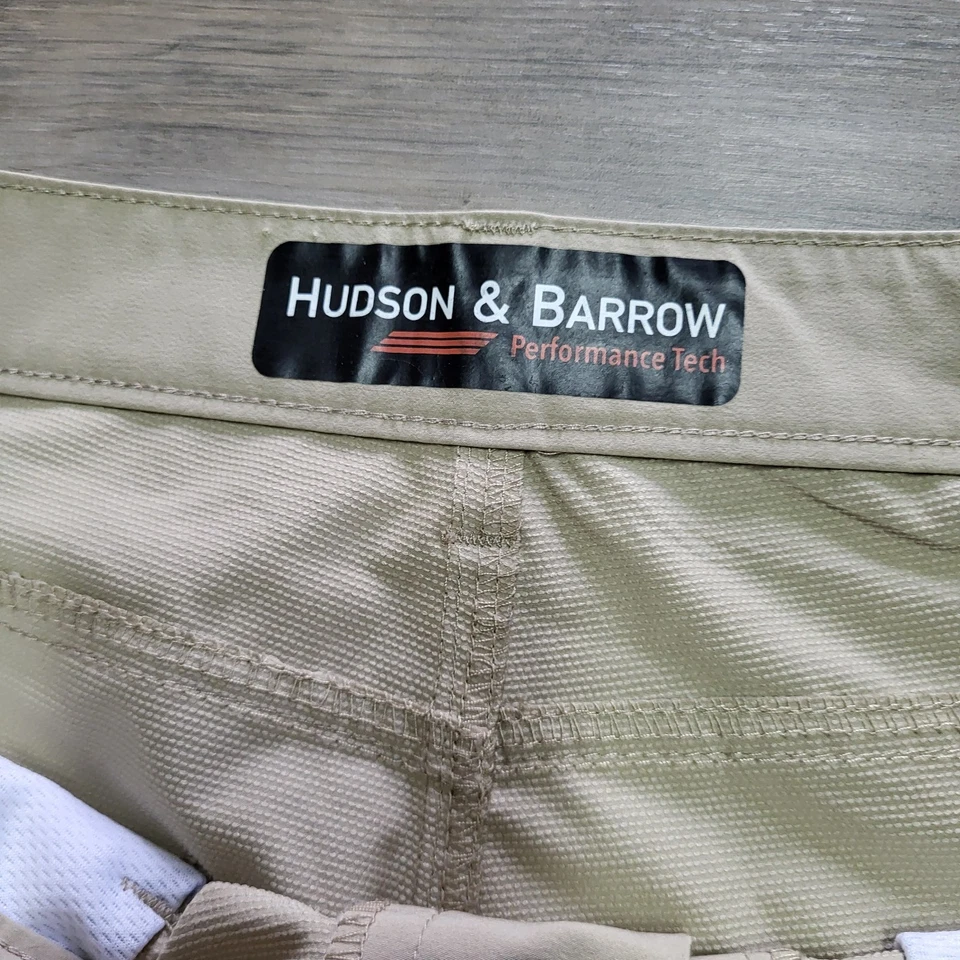 HUDSON & BARROW
Performance Tech